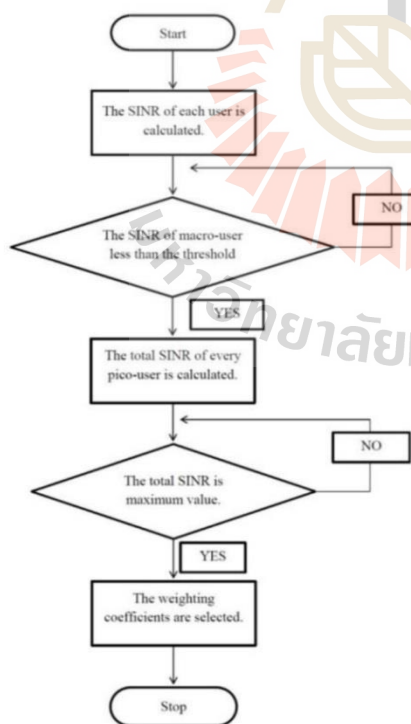 Start
The SINR of each user is
calculated.
NO
The SINR of macro-user
less than the threshold
YES
The total SINR of every
pico-user is calculated.
NO
The total SINR is
maximum value.
YES
The weighting
coefficients are selected.
Stop